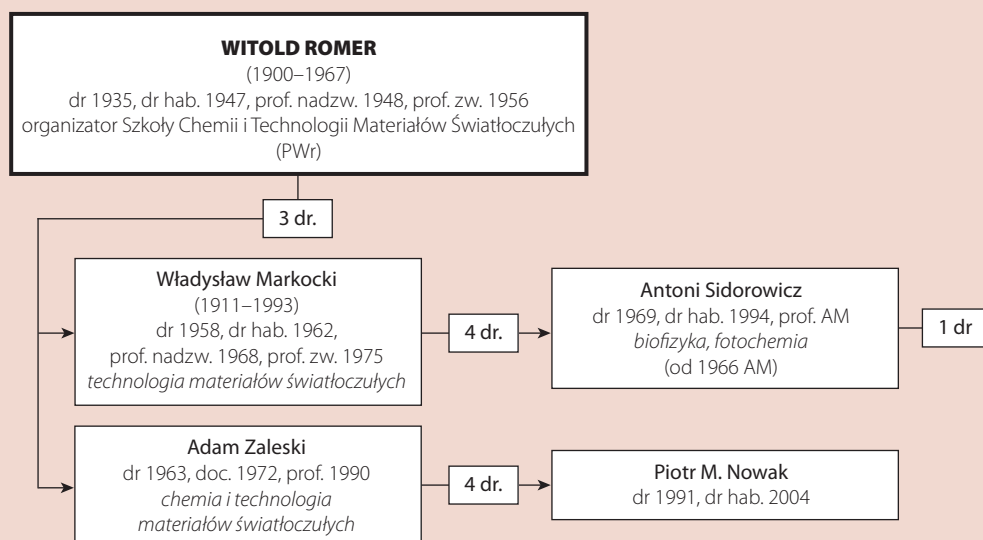 WITOLD ROMER
(1900–1967)
dr 1935, dr hab. 1947, prof. nadzw. 1948, prof. zw. 1956
organizator Szkoły Chemii i Technologii Materiałów Światłoczułych
(PWr)
3 dr.
Władysław Markocki
(1911–1993)
dr 1958, dr hab. 1962,
prof. nadzw. 1968, prof. zw. 1975
technologia materiałów światłoczułych
4 dr.
Antoni Sidorowicz
dr 1969, dr hab. 1994, prof. AM
biofizyka, fotochemia
(od 1966 AM)
1 dr
Adam Zaleski
dr 1963, doc. 1972, prof. 1990
chemia i technologia
materiałów światłoczułych
4 dr.
Piotr M. Nowak
dr 1991, dr hab. 2004